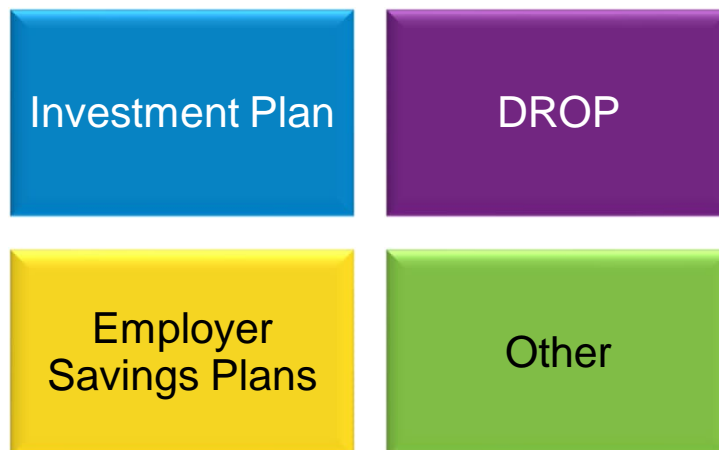 Investment Plan
DROP
Employer
Savings Plans
Other